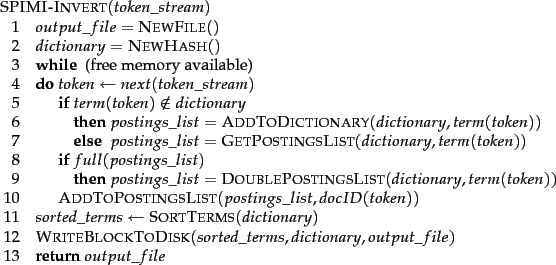 SPIMI-INVERT(token_stream)
1 output_file = NEWFILE()
2 dictionary = NEWHASH()
3 while (free memory available)
4 do token ← next(token_stream)
5 if term(token) ∉ dictionary
6 then postings_list = ADDTODICTIONARY(dictionary, term(token))
7 else postings_list = GETPOSTINGSLIST(dictionary, term(token))
8 if full(postings_list)
9 then postings_list = DOUBLEPOSTINGSLIST(dictionary, term(token))
10 ADDTOPOSTINGSLIST(postings_list, docID(token))
11 sorted_terms ← SORTTERMS(dictionary)
12 WRITEBLOCKTODISK(sorted_terms, dictionary, output_file)
13 return output_file